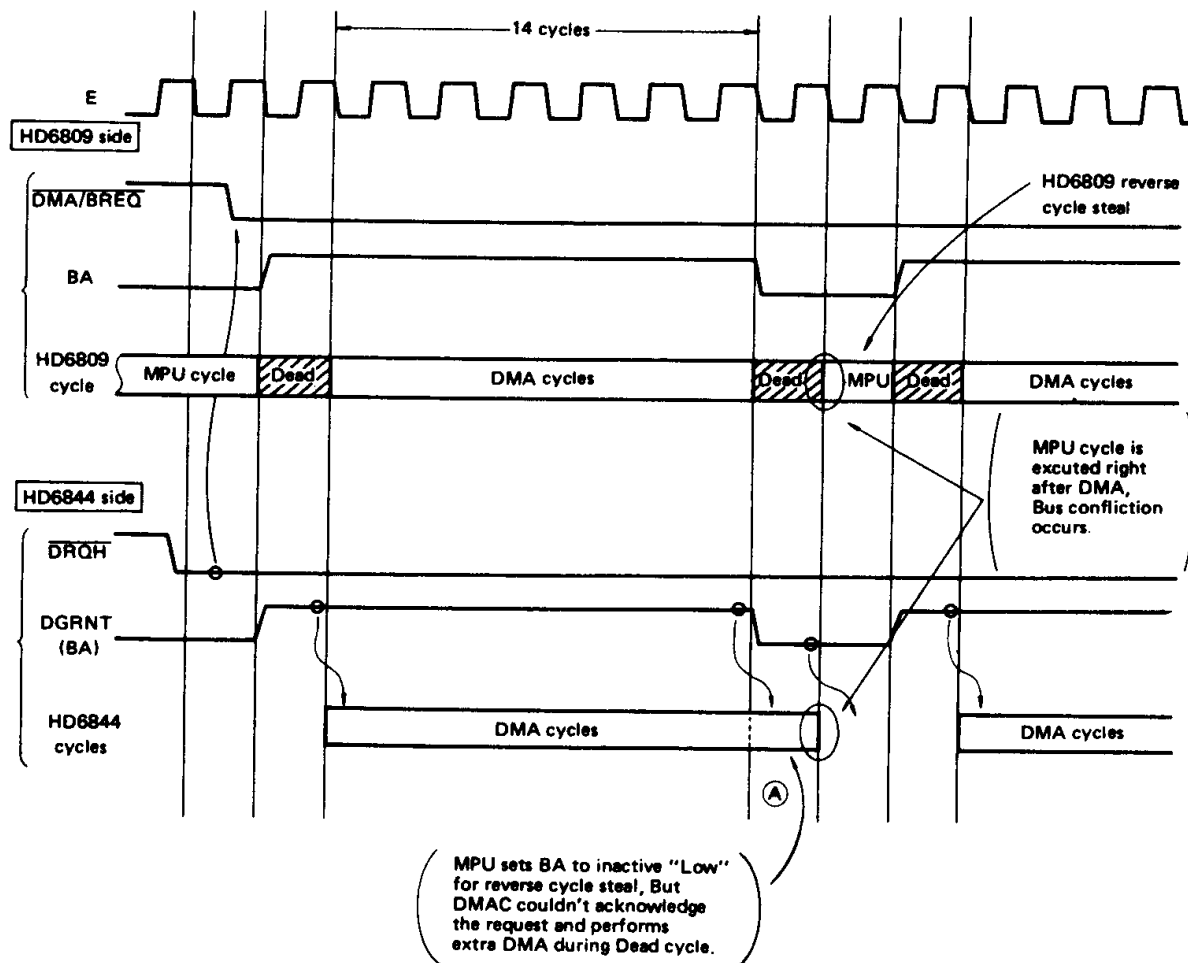 14 cycles
E
HD6809 side
DMA/BREQ
HD6809 reverse
cycle steal
BA
HD6809
cycle
MPU cycle
Dead
DMA cycles
Dead
MPU
Dead
DMA cycles
MPU cycle is
excuted right
after DMA,
Bus confliction
occurs.
HD6844 side
DRQH
DGRNT
(BA)
HD6844
cycles
DMA cycles
DMA cycles
A
MPU sets BA to inactive "Low"
for reverse cycle steal, But
DMAC couldn't acknowledge
the request and performs
extra DMA during Dead cycle.